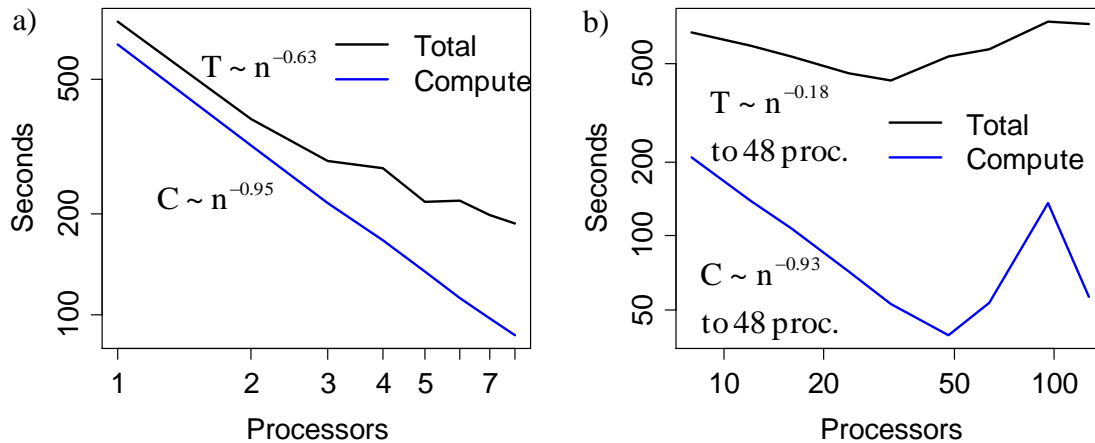 a)
T ~ n^−0.63
Total
Compute
C ~ n^−0.95
Seconds
500
200
100
1 2 3 4 5 7
Processors
b)
T ~ n^−0.18
to 48 proc.
Total
Compute
C ~ n^−0.93
to 48 proc.
Seconds
500
200
100
50
10 20 50 100
Processors